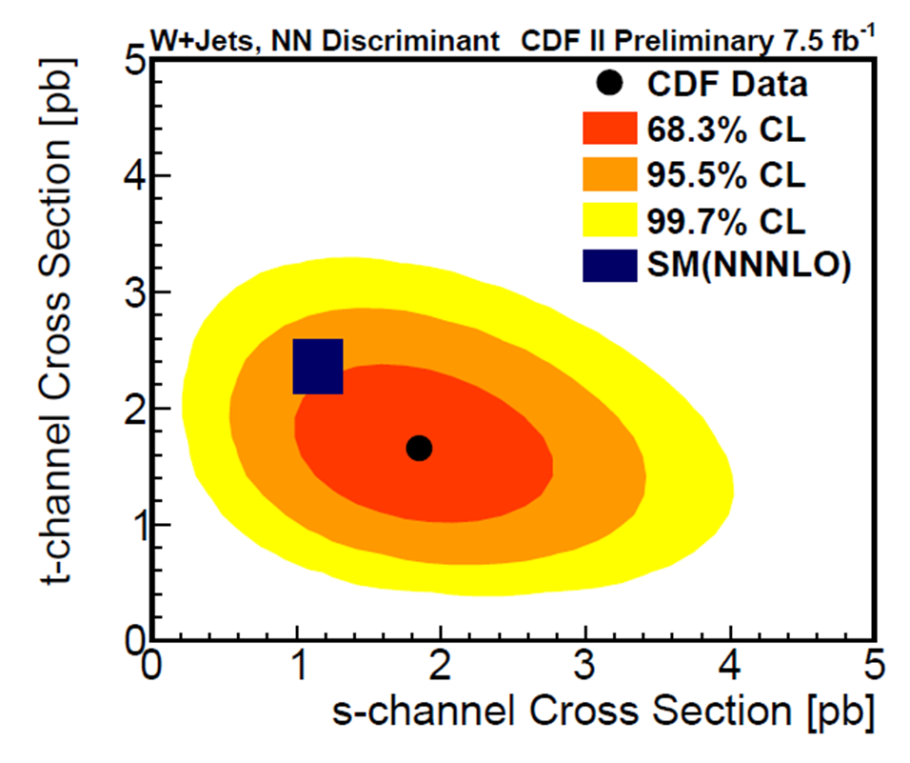 W+Jets, NN Discriminant CDF II Preliminary 7.5 fb⁻¹
CDF Data
68.3% CL
95.5% CL
99.7% CL
SM(NNNLO)
t-channel Cross Section [pb]
5
4
3
2
1
0
0 1 2 3 4 5
s-channel Cross Section [pb]